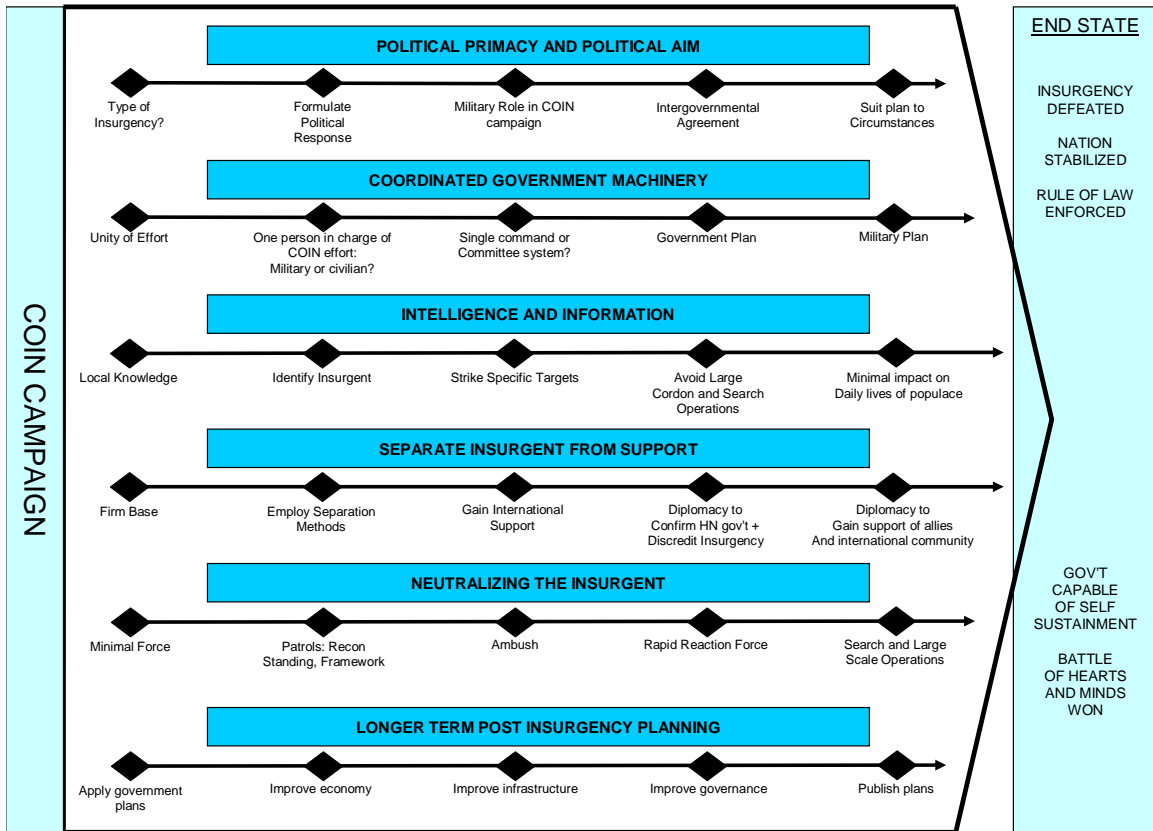 COIN CAMPAIGN
POLITICAL PRIMACY AND POLITICAL AIM
Type of
Insurgency?
Formulate
Political
Response
Military Role in COIN
campaign
Intergovernmental
Agreement
Suit plan to
Circumstances
COORDINATED GOVERNMENT MACHINERY
Unity of Effort
One person in charge of
COIN effort:
Military or civilian?
Single command or
Committee system?
Government Plan
Military Plan
INTELLIGENCE AND INFORMATION
Local Knowledge
Identify Insurgent
Strike Specific Targets
Avoid Large
Cordon and Search
Operations
Minimal impact on
Daily lives of populace
SEPARATE INSURGENT FROM SUPPORT
Firm Base
Employ Separation
Methods
Gain International
Support
Diplomacy to
Confirm HN gov't +
Discredit Insurgency
Diplomacy to
Gain support of allies
And international community
NEUTRALIZING THE INSURGENT
Minimal Force
Patrols: Recon
Standing, Framework
Ambush
Rapid Reaction Force
Search and Large
Scale Operations
LONGER TERM POST INSURGENCY PLANNING
Apply government
plans
Improve economy
Improve infrastructure
Improve governance
Publish plans
END STATE
INSURGENCY
DEFEATED
NATION
STABILIZED
RULE OF LAW
ENFORCED
GOV'T
CAPABLE
OF SELF
SUSTAINMENT
BATTLE
OF HEARTS
AND MINDS
WON